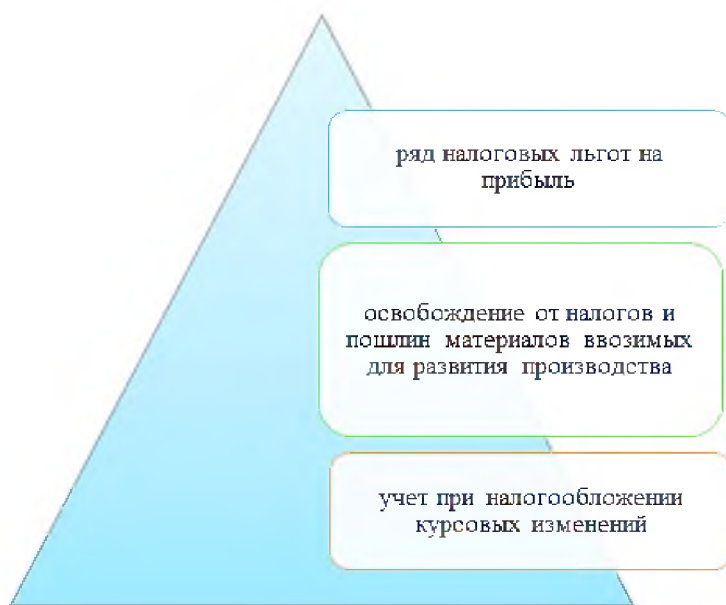 ряд налоговых льгот на
прибыль
освобождение от налогов и
пошлин материалов ввозимых
для развития производства
учет при налогообложении
курсовых изменений